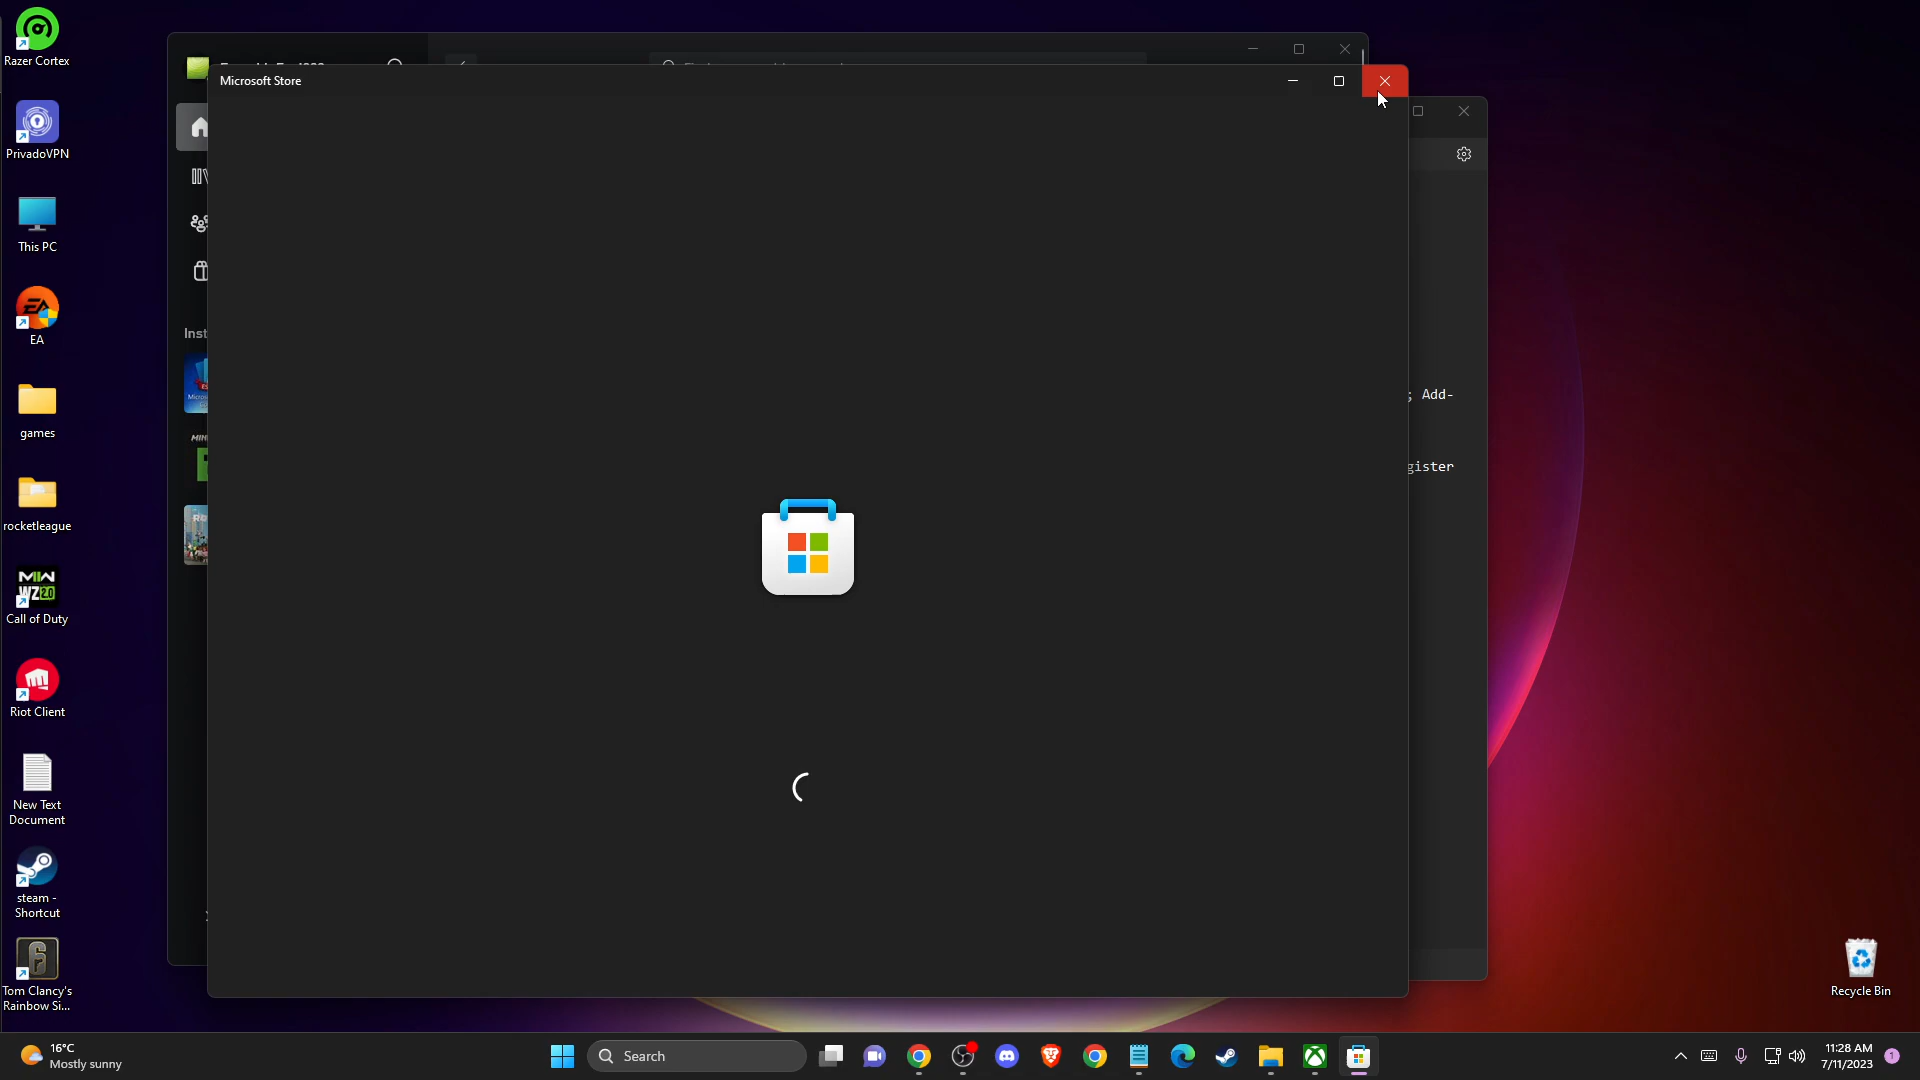 Razer Cortex
PrivadoVPN
This PC
EA
games
rocketleague
Call of Duty
Riot Client
New Text
Document
steam -
Shortcut
Tom Clancy's
Rainbow Si...
Microsoft Store
Inst
; Add-
gister
Recycle Bin
16°C
Mostly sunny
Search
11:28 AM
7/11/2023
1